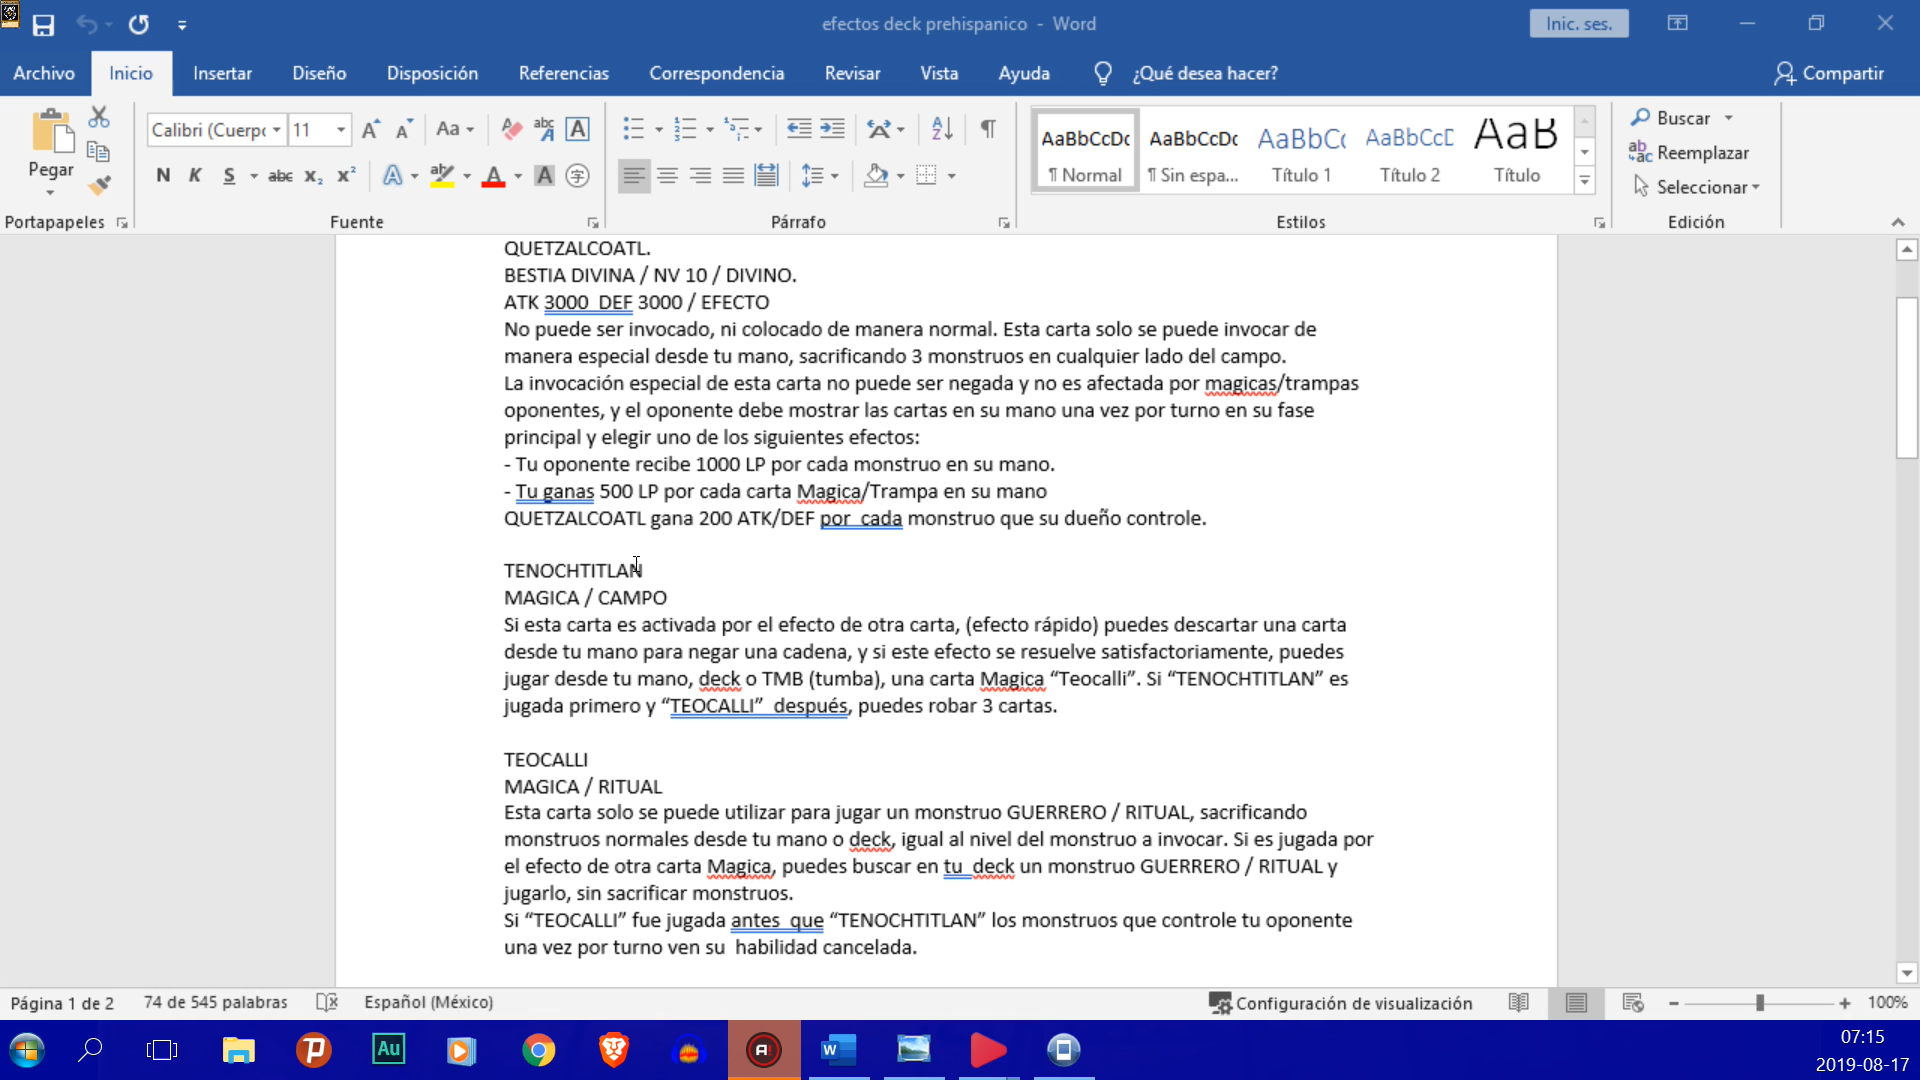 efectos deck prehispanico - Word
Inic. ses.
Archivo
Inicio
Insertar
Diseño
Disposición
Referencias
Correspondencia
Revisar
Vista
Ayuda
¿Qué desea hacer?
Compartir
Pegar
Portapapeles
Calibri (Cuerpo
11
Aa
N K S abc x₂ x²
Fuente
Párrafo
AaBbCcDc
¶ Normal
AaBbCcDc
¶ Sin espa...
AaBbCc
Título 1
AaBbCcD
Título 2
AaB
Título
Estilos
Buscar
Reemplazar
Seleccionar
Edición
QUETZALCOATL.
BESTIA DIVINA / NV 10 / DIVINO.
ATK 3000  DEF 3000 / EFECTO
No puede ser invocado, ni colocado de manera normal. Esta carta solo se puede invocar de
manera especial desde tu mano, sacrificando 3 monstruos en cualquier lado del campo.
La invocación especial de esta carta no puede ser negada y no es afectada por magicas/trampas
oponentes, y el oponente debe mostrar las cartas en su mano una vez por turno en su fase
principal y elegir uno de los siguientes efectos:
- Tu oponente recibe 1000 LP por cada monstruo en su mano.
- Tu ganas 500 LP por cada carta Magica/Trampa en su mano
QUETZALCOATL gana 200 ATK/DEF por  cada monstruo que su dueño controle.
TENOCHTITLAN
MAGICA / CAMPO
Si esta carta es activada por el efecto de otra carta, (efecto rápido) puedes descartar una carta
desde tu mano para negar una cadena, y si este efecto se resuelve satisfactoriamente, puedes
jugar desde tu mano, deck o TMB (tumba), una carta Magica “Teocalli”. Si “TENOCHTITLAN” es
jugada primero y “TEOCALLI”  después, puedes robar 3 cartas.
TEOCALLI
MAGICA / RITUAL
Esta carta solo se puede utilizar para jugar un monstruo GUERRERO / RITUAL, sacrificando
monstruos normales desde tu mano o deck, igual al nivel del monstruo a invocar. Si es jugada por
el efecto de otra carta Magica, puedes buscar en tu  deck un monstruo GUERRERO / RITUAL y
jugarlo, sin sacrificar monstruos.
Si “TEOCALLI” fue jugada antes  que “TENOCHTITLAN” los monstruos que controle tu oponente
una vez por turno ven su  habilidad cancelada.
Página 1 de 2
74 de 545 palabras
Español (México)
Configuración de visualización
100%
Au
07:15
2019-08-17